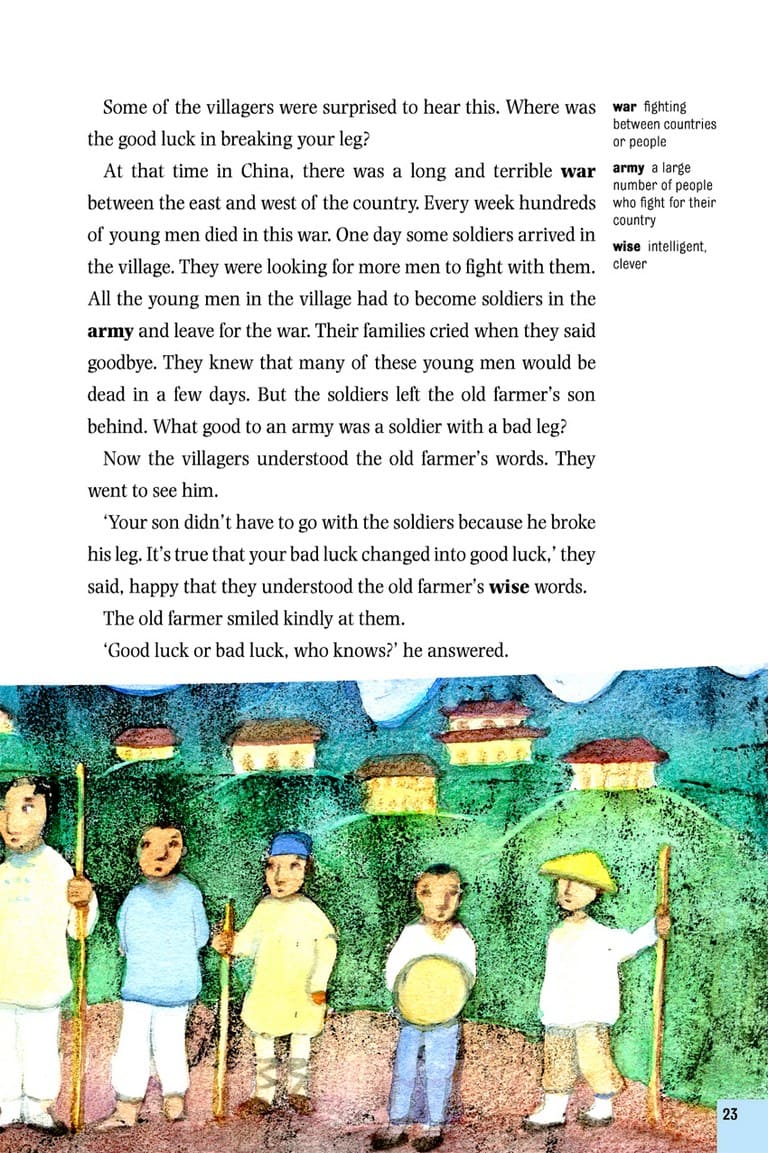 Some of the villagers were surprised to hear this. Where was
the good luck in breaking your leg?
At that time in China, there was a long and terrible war
between the east and west of the country. Every week hundreds
of young men died in this war. One day some soldiers arrived in
the village. They were looking for more men to fight with them.
All the young men in the village had to become soldiers in the
army and leave for the war. Their families cried when they said
goodbye. They knew that many of these young men would be
dead in a few days. But the soldiers left the old farmer’s son
behind. What good to an army was a soldier with a bad leg?
Now the villagers understood the old farmer’s words. They
went to see him.
‘Your son didn’t have to go with the soldiers because he broke
his leg. It’s true that your bad luck changed into good luck,’ they
said, happy that they understood the old farmer’s wise words.
The old farmer smiled kindly at them.
‘Good luck or bad luck, who knows?’ he answered.
war fighting
between countries
or people
army a large
number of people
who fight for their
country
wise intelligent,
clever
23